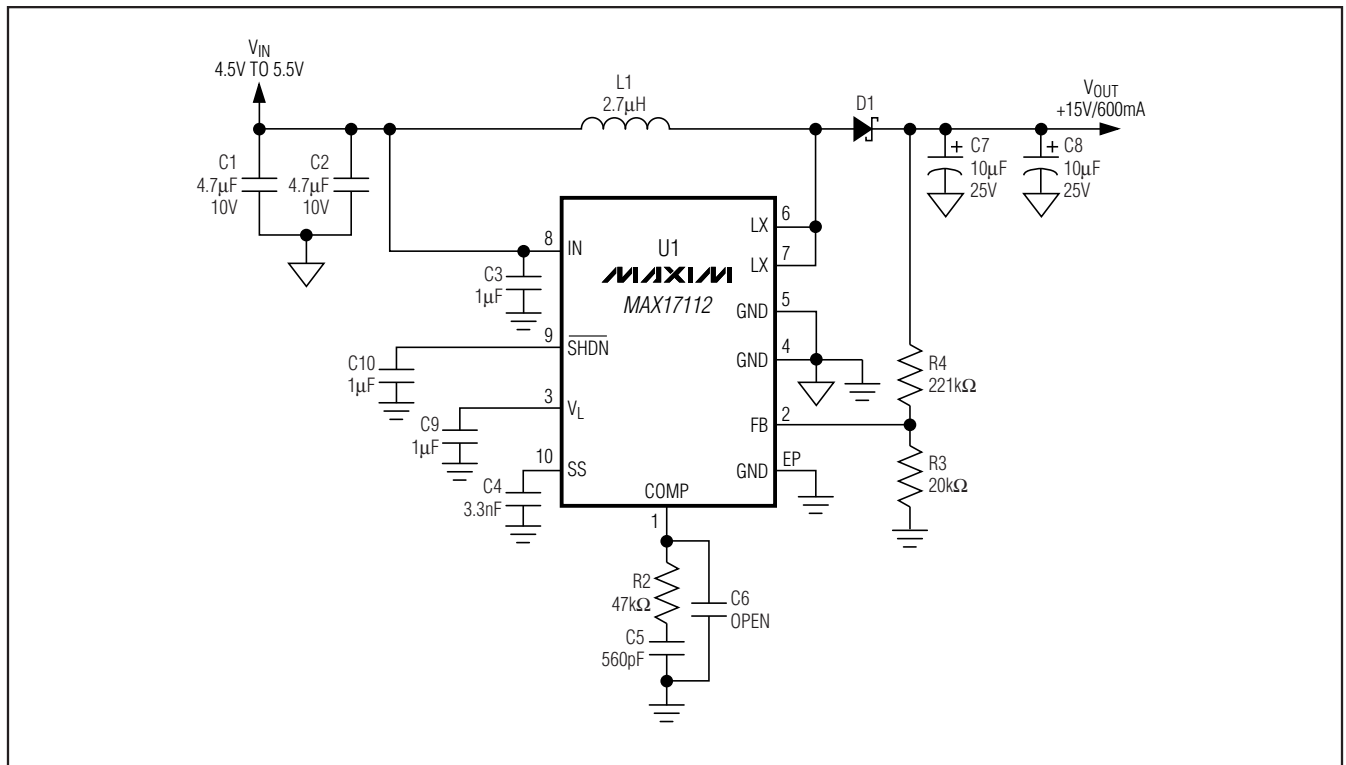 VIN
4.5V TO 5.5V
L1
2.7μH
D1
VOUT
+15V/600mA
C1
4.7μF
10V
C2
4.7μF
10V
+ C7
10μF
25V
+ C8
10μF
25V
8
IN
C3
1μF
U1
MAXIM
MAX17112
LX
6
LX
7
GND
5
GND
4
9
SHDN
C10
1μF
3
VL
C9
1μF
10
SS
C4
3.3nF
FB
2
GND
EP
R4
221kΩ
R3
20kΩ
COMP
1
R2
47kΩ
C5
560pF
C6
OPEN